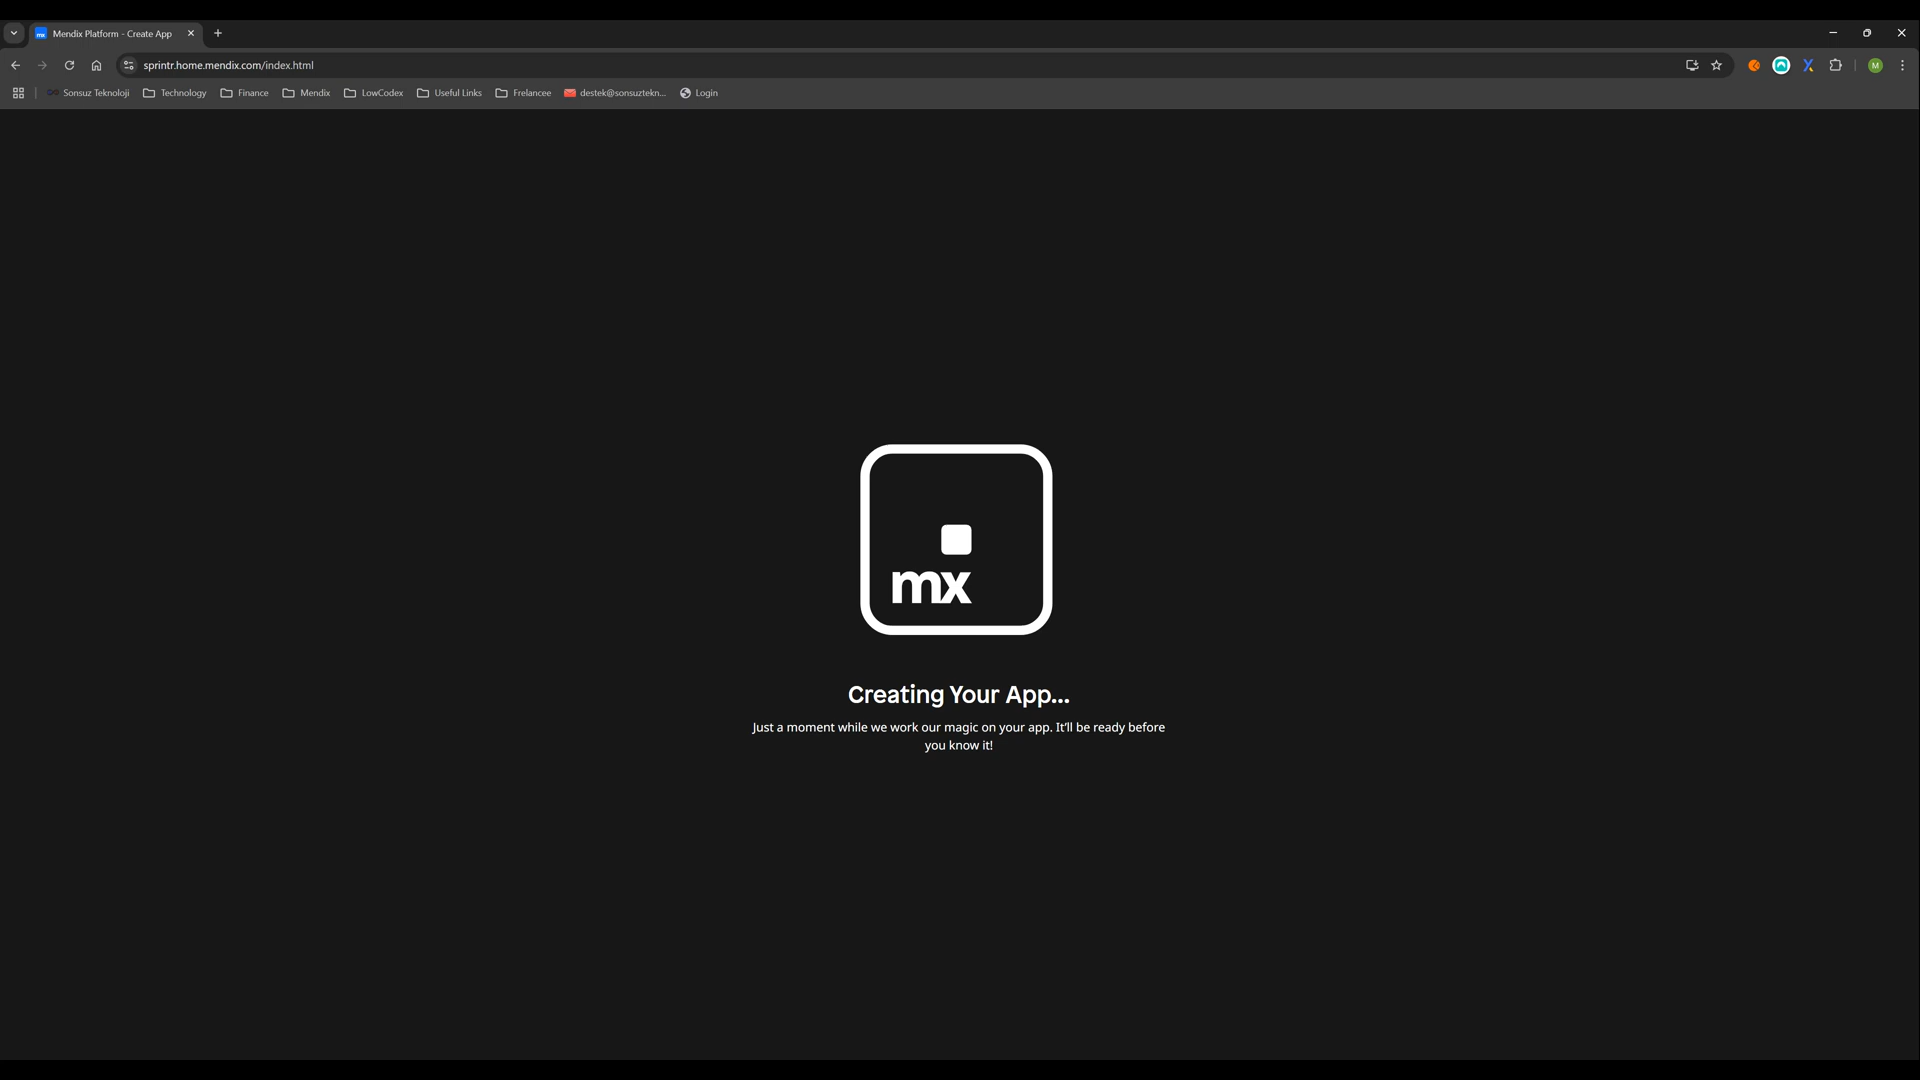 mx Mendix Platform - Create App
sprintr.home.mendix.com/index.html
M
Sonsuz Teknoloji Technology Finance Mendix LowCodex Useful Links Frelancee destek@sonsuztekn... Login
mx
Creating Your App...
Just a moment while we work our magic on your app. It'll be ready before
you know it!